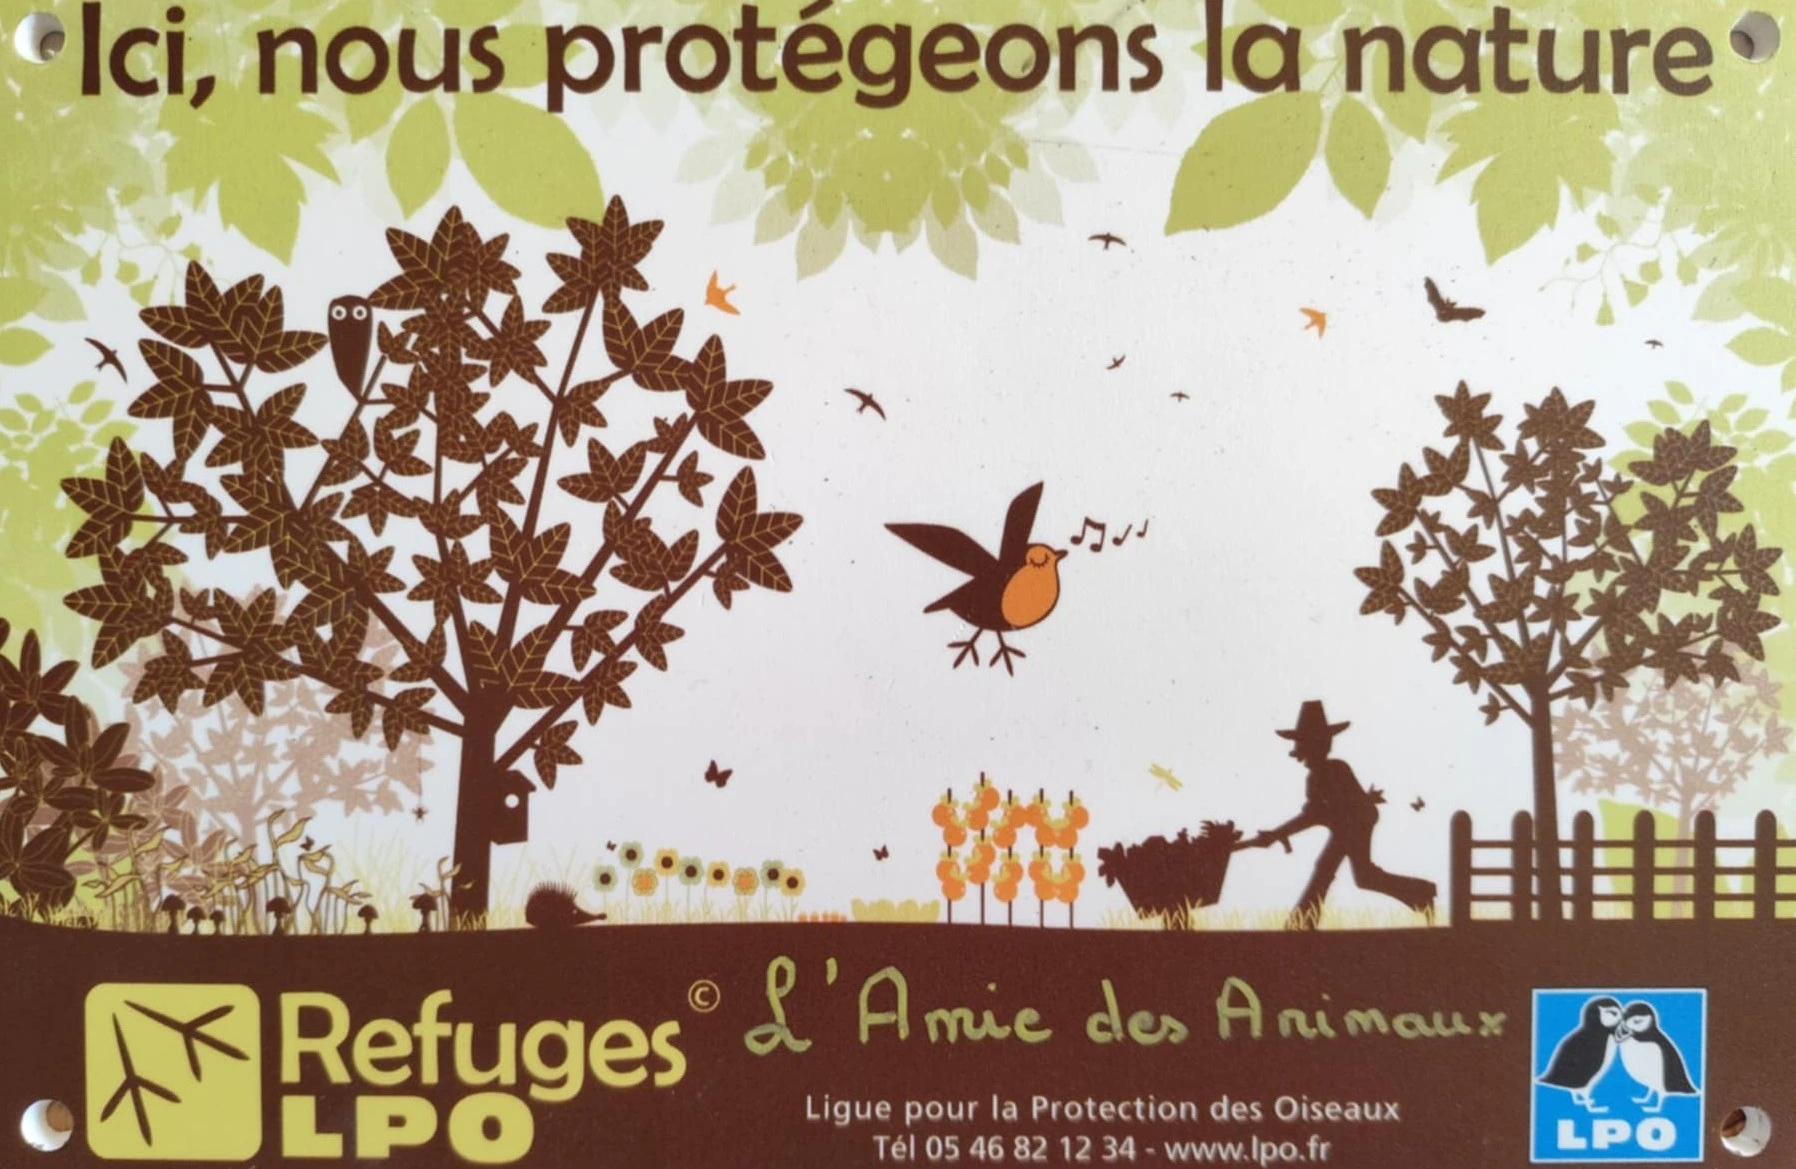 Ici, nous protégeons la nature
Refuges ©
LPO
L'Amie des Animaux
Ligue pour la Protection des Oiseaux
Tél 05 46 82 12 34 - www.lpo.fr
LPO